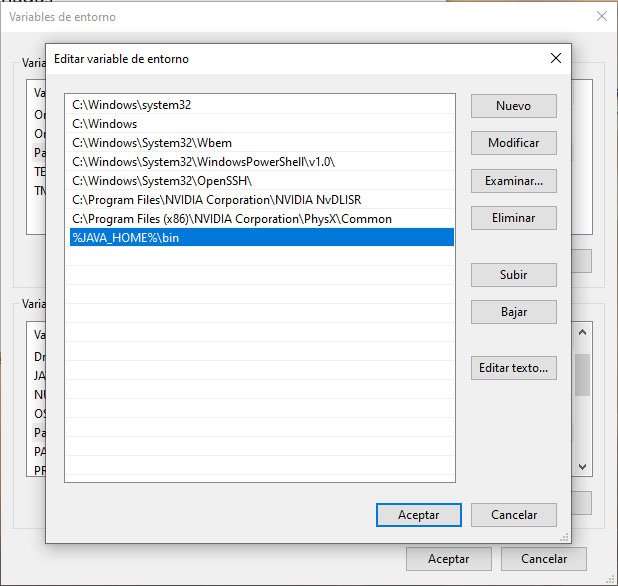 Variables de entorno
Editar variable de entorno
C:\Windows\system32
C:\Windows
C:\Windows\System32\Wbem
C:\Windows\System32\WindowsPowerShell\v1.0\
C:\Windows\System32\OpenSSH\
C:\Program Files\NVIDIA Corporation\NVIDIA NvDLISR
C:\Program Files (x86)\NVIDIA Corporation\PhysX\Common
%JAVA_HOME%\bin
Nuevo
Modificar
Examinar...
Eliminar
Subir
Bajar
Editar texto...
Aceptar
Cancelar
Varia
Va
Or
Or
Pa
TE
TN
Varia
Va
Dr
JA
NU
OS
Pa
PA
PR
Aceptar
Cancelar